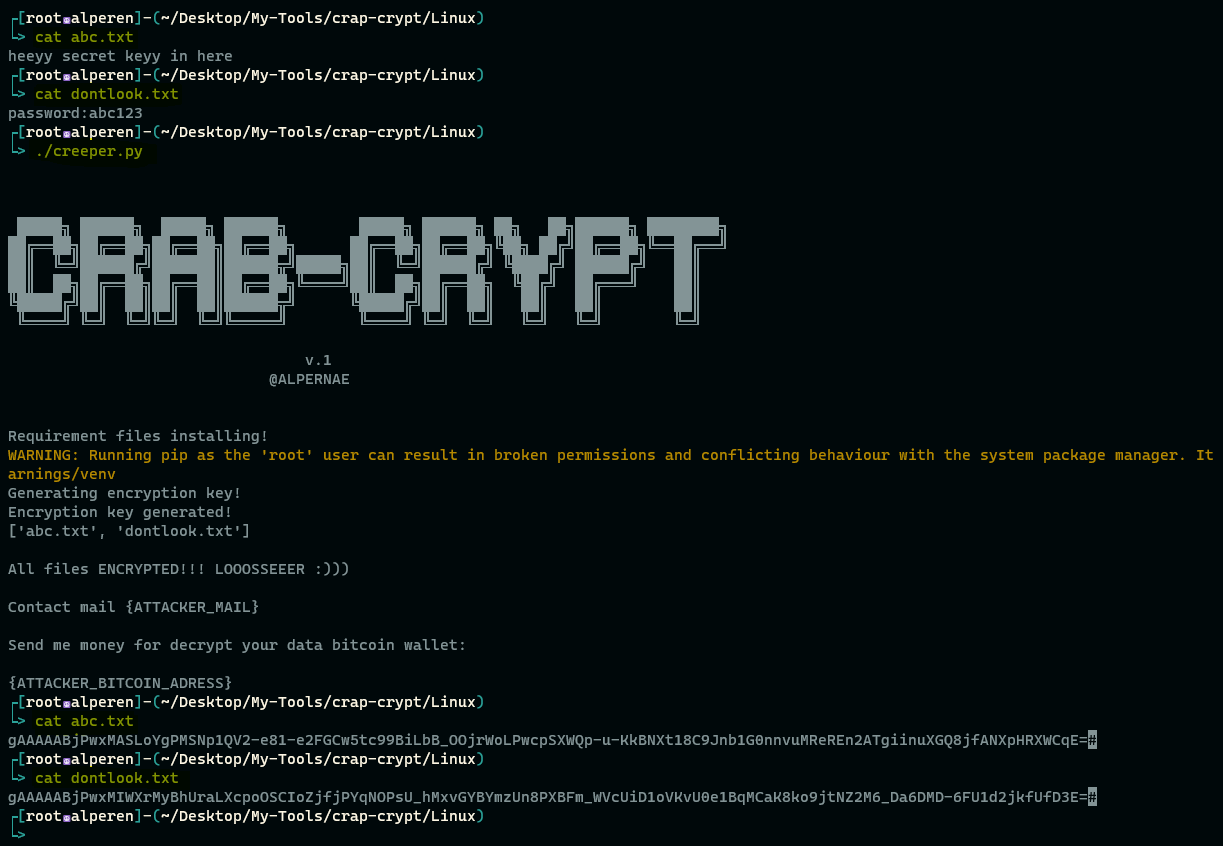 [root@alperen]-(~/Desktop/My-Tools/crap-crypt/Linux)
> cat abc.txt
heeyy secret keyy in here
[root@alperen]-(~/Desktop/My-Tools/crap-crypt/Linux)
> cat dontlook.txt
password:abc123
[root@alperen]-(~/Desktop/My-Tools/crap-crypt/Linux)
> ./creeper.py
CRAB-CRYPT
v.1
@ALPERNAE
Requirement files installing!
WARNING: Running pip as the 'root' user can result in broken permissions and conflicting behaviour with the system package manager. It
arnings/venv
Generating encryption key!
Encryption key generated!
['abc.txt', 'dontlook.txt']
All files ENCRYPTED!!! LOOOSSEEER :)))
Contact mail {ATTACKER_MAIL}
Send me money for decrypt your data bitcoin wallet:
{ATTACKER_BITCOIN_ADRESS}
[root@alperen]-(~/Desktop/My-Tools/crap-crypt/Linux)
> cat abc.txt
gAAAAABjPwxMASLoYgPMSNp1QV2-e81-e2FGCw5tc99BiLbB_OOjrWoLPwcpSXWQp-u-KkBNXt18C9Jnb1G0nnvuMReREn2ATgiinuXGQ8jfANXpHRXWCqE=#
[root@alperen]-(~/Desktop/My-Tools/crap-crypt/Linux)
> cat dontlook.txt
gAAAAABjPwxMIWXrMyBhUraLXcpoOSCIoZjfjPYqNOPsU_hMxvGYBYmzUn8PXBFm_WVcUiD1oVKvU0e1BqMCaK8ko9jtNZ2M6_Da6DMD-6FU1d2jkfUfD3E=#
[root@alperen]-(~/Desktop/My-Tools/crap-crypt/Linux)
>